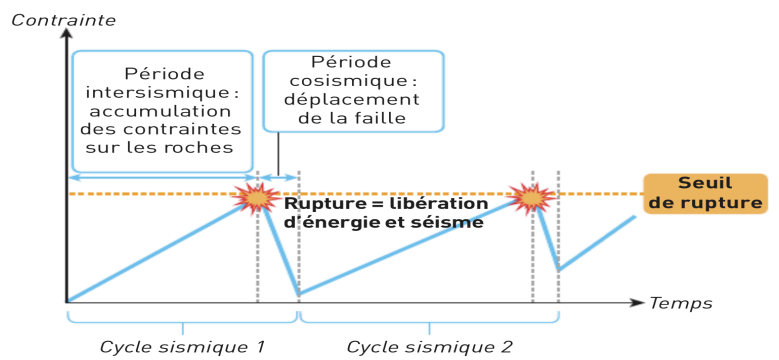 Contrainte
Période
intersismique :
accumulation
des contraintes
sur les roches
Période
cosismique :
déplacement
de la faille
Rupture = libération
d'énergie et séisme
Seuil
de rupture
Temps
Cycle sismique 1
Cycle sismique 2